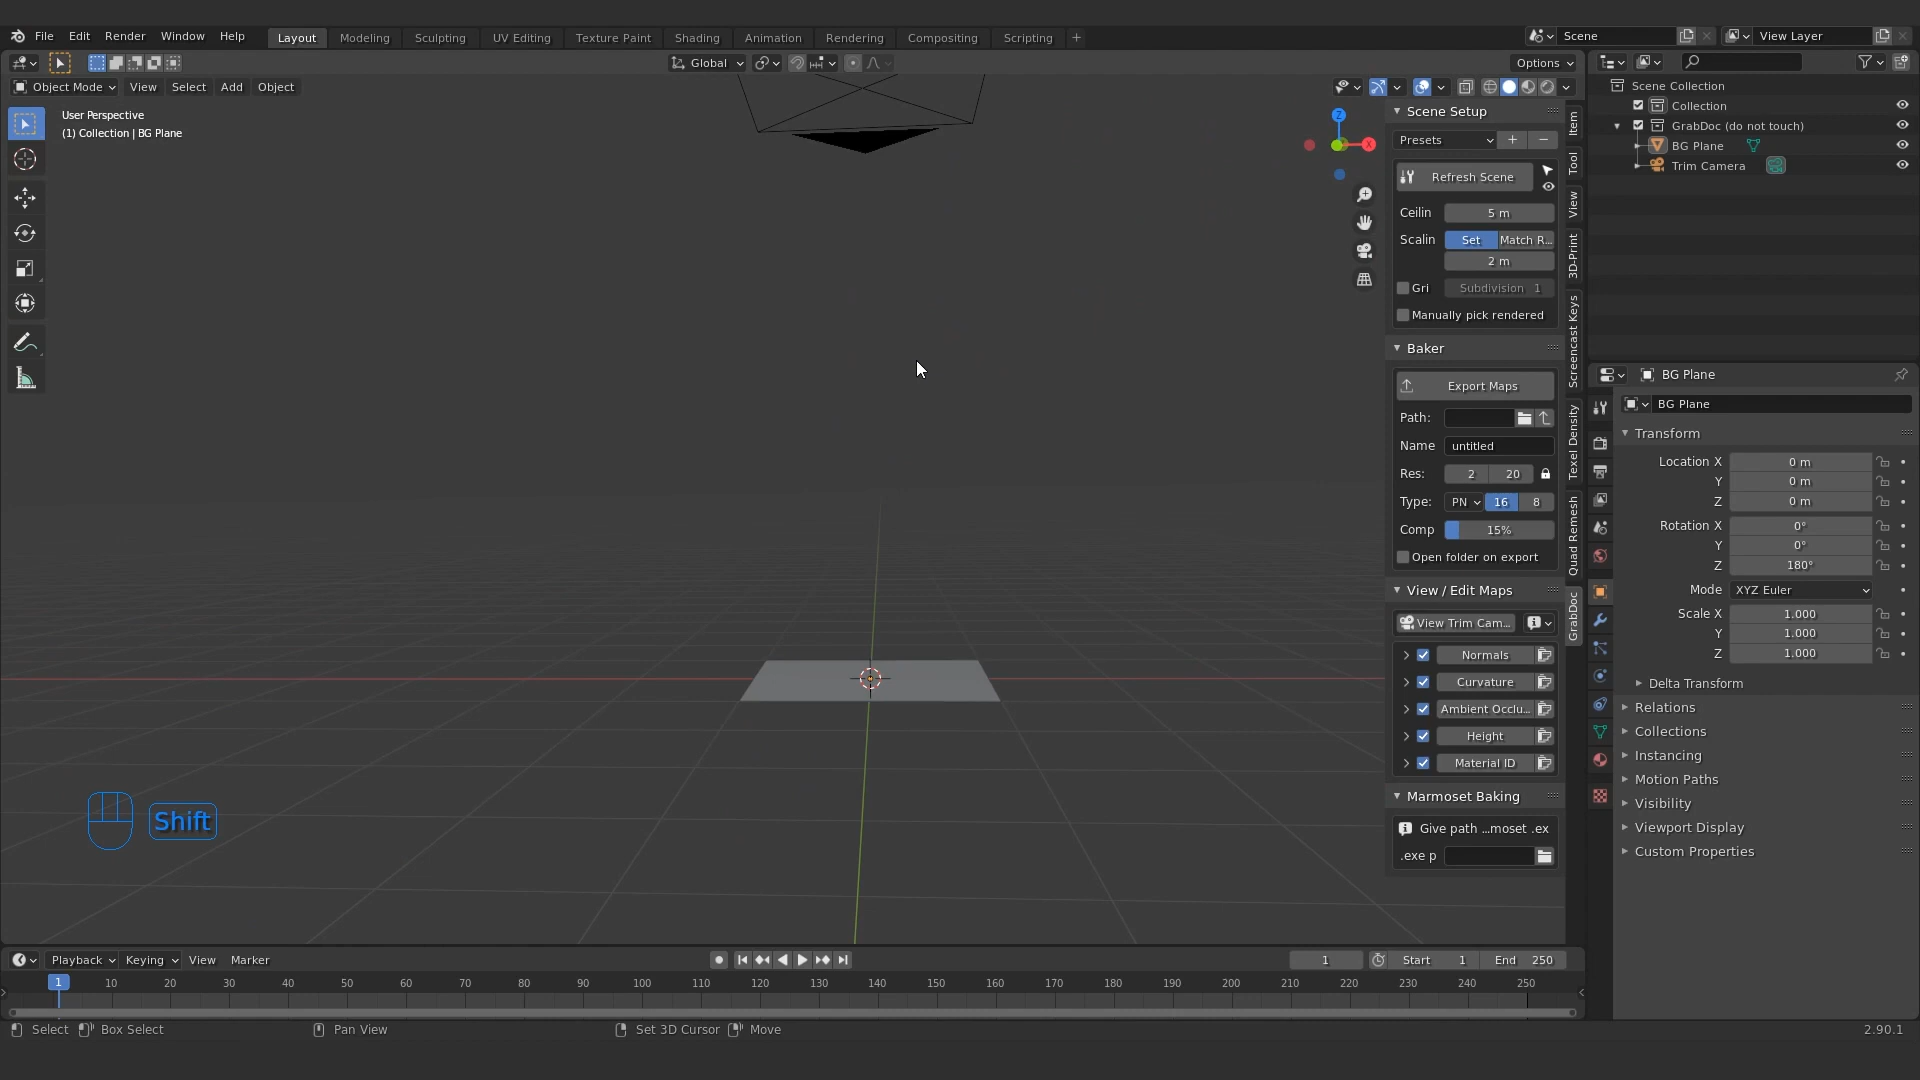 File Edit Render Window Help Layout Modeling Sculpting UV Editing Texture Paint Shading Animation Rendering Compositing Scripting + Scene View Layer
Global Options
Object Mode View Select Add Object
User Perspective
(1) Collection | BG Plane
Z
X
Scene Setup
Presets + −
Refresh Scene
Ceilin 5 m
Scalin Set Match R...
2 m
Gri Subdivision 1
Manually pick rendered
Baker
Export Maps
Path:
Name untitled
Res: 2 20
Type: PN 16 8
Comp 15%
Open folder on export
View / Edit Maps
View Trim Cam...
Normals
Curvature
Ambient Occlu...
Height
Material ID
Marmoset Baking
Give path ...moset .ex
.exe p
Item
Tool
View
3D-Print
Screencast Keys
Texel Density
Quad Remesh
GrabDoc
Scene Collection
Collection
GrabDoc (do not touch)
BG Plane
Trim Camera
BG Plane
BG Plane
Transform
Location X 0 m
Y 0 m
Z 0 m
Rotation X 0°
Y 0°
Z 180°
Mode XYZ Euler
Scale X 1.000
Y 1.000
Z 1.000
Delta Transform
Relations
Collections
Instancing
Motion Paths
Visibility
Viewport Display
Custom Properties
Shift
Playback Keying View Marker 1 Start 1 End 250
1 10 20 30 40 50 60 70 80 90 100 110 120 130 140 150 160 170 180 190 200 210 220 230 240 250
Select Box Select Pan View Set 3D Cursor Move 2.90.1